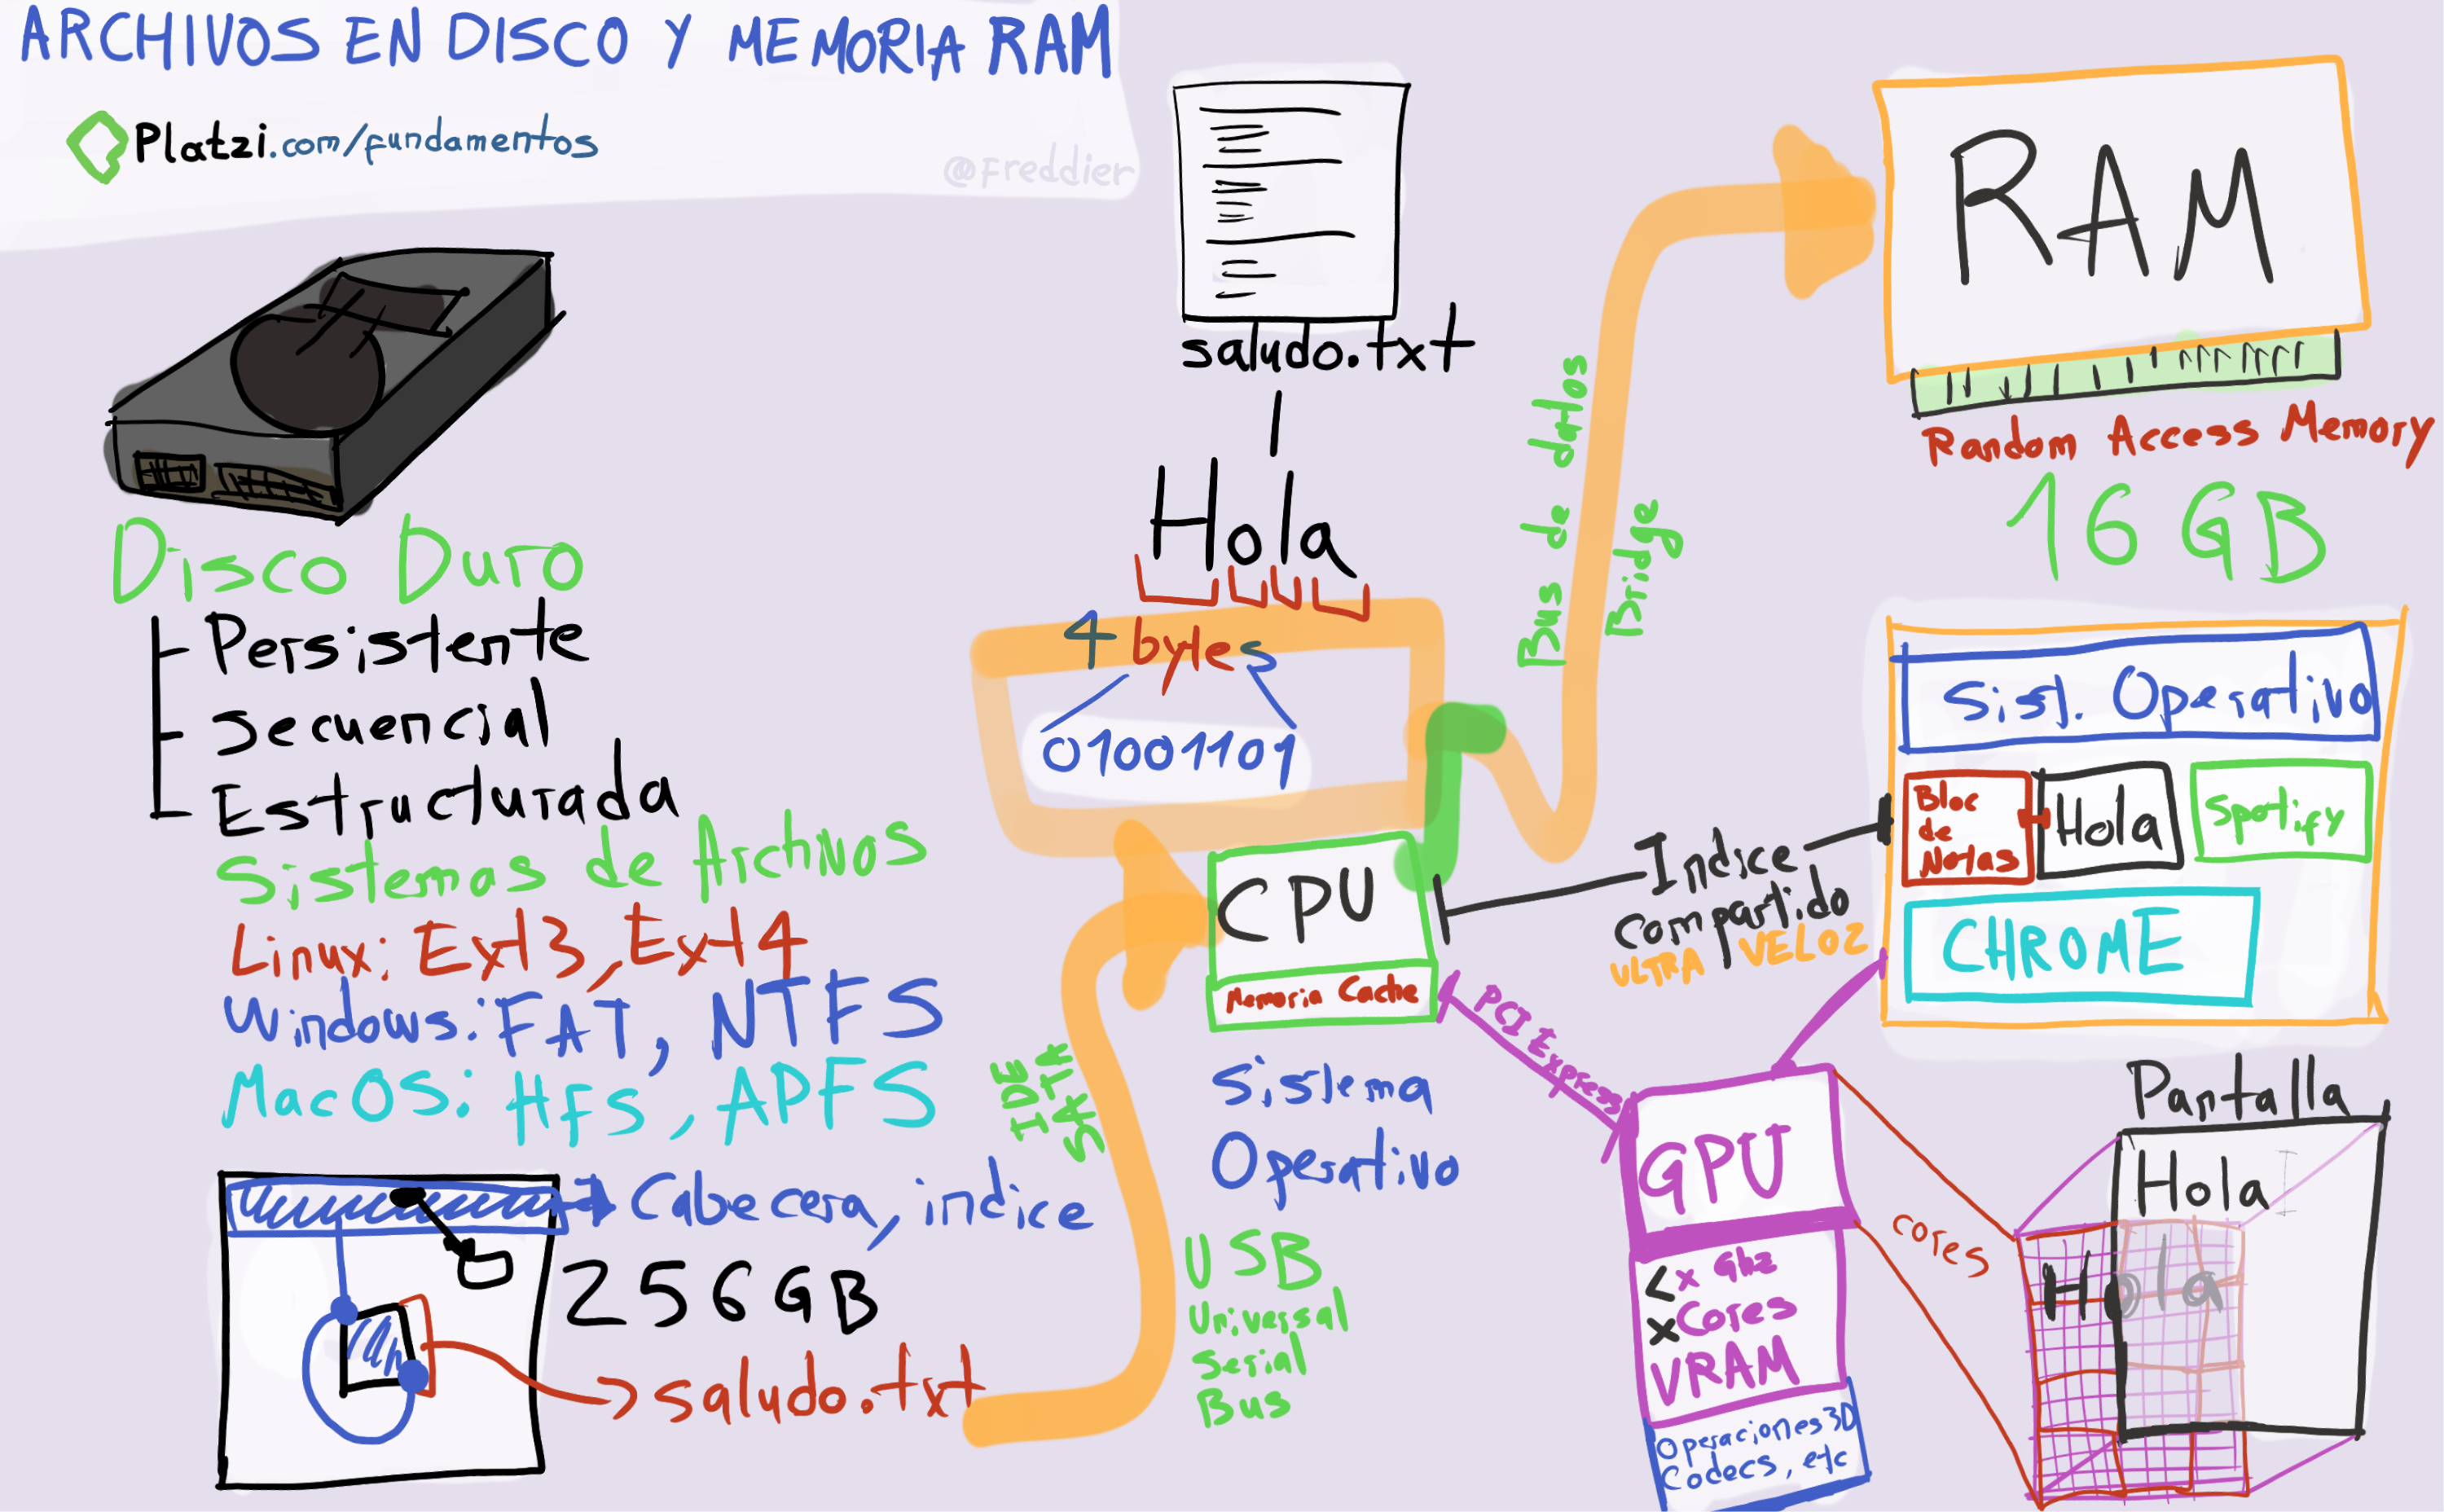 ARCHIVOS EN DISCO Y MEMORIA RAM
Platzi.com/fundamentos
@Freddier
Disco Duro
Persistente
secuencial
Estructurada
Sistemas de Archivos
Linux: Ext3, Ext4
Windows: FAT, NTFS
MacOS: Hfs, APFS
Cabecera, indice
256GB
saludo.txt
saludo.txt
Hola
4 bytes
01001101
IDE
SATA
CPU
Memoria Cache
Sistema
Operativo
USB
Universal
Serial
Bus
Bus de datos
Bridge
RAM
Random Access Memory
16 GB
Indice
compartido
ULTRA VELOZ
Sist. Operativo
Bloc
de
Notas
Hola
Spotify
CHROME
PCI Express
GPU
< x Ghz
x Cores
VRAM
Operaciones 3D
Codecs, etc
cores
Pantalla
Hola
Hola